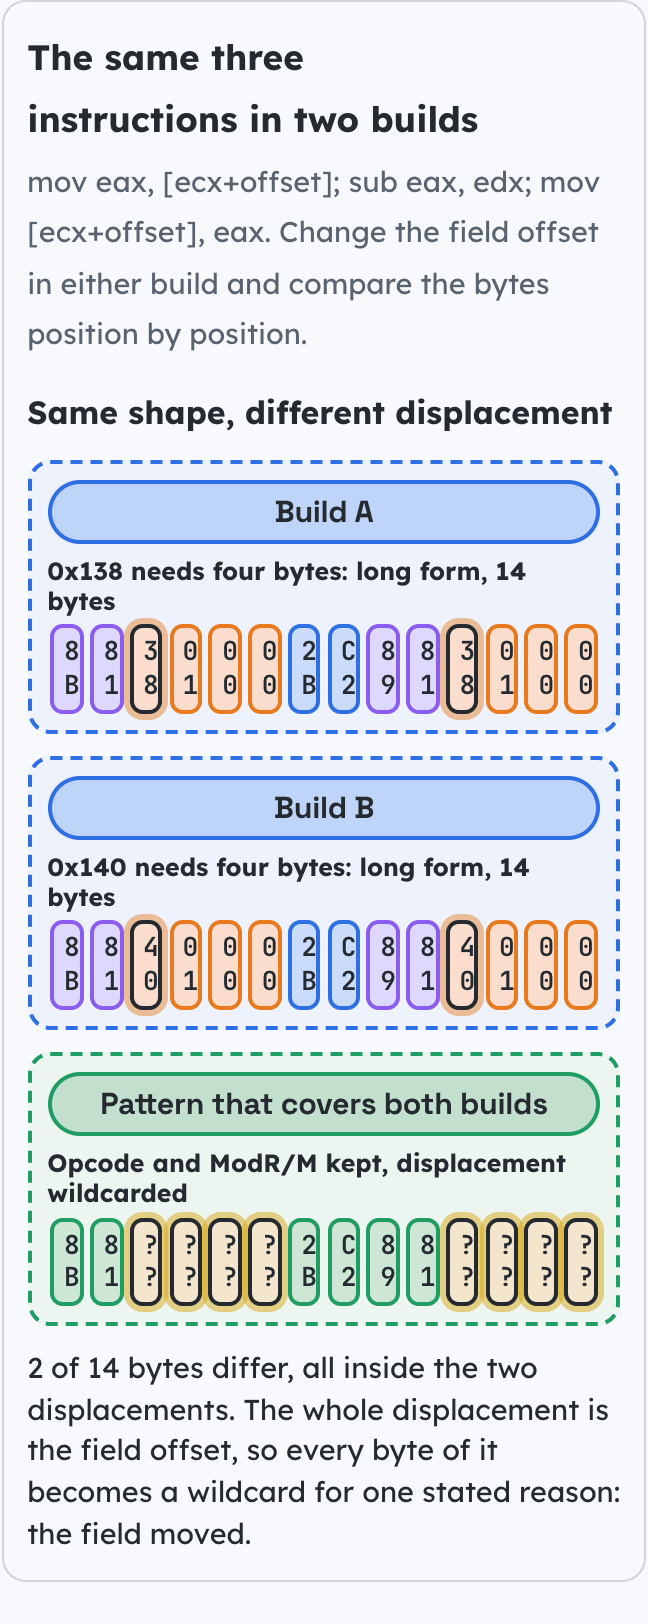 The same three
instructions in two builds
mov eax, [ecx+offset]; sub eax, edx; mov
[ecx+offset], eax. Change the field offset
in either build and compare the bytes
position by position.
Same shape, different displacement
Build A
0x138 needs four bytes: long form, 14
bytes
8B 81 38 01 00 00 2B C2 89 81 38 01 00 00
Build B
0x140 needs four bytes: long form, 14
bytes
8B 81 40 01 00 00 2B C2 89 81 40 01 00 00
Pattern that covers both builds
Opcode and ModR/M kept, displacement
wildcarded
8B 81 ?? ?? ?? ?? 2B C2 89 81 ?? ?? ?? ??
2 of 14 bytes differ, all inside the two
displacements. The whole displacement is
the field offset, so every byte of it
becomes a wildcard for one stated reason:
the field moved.